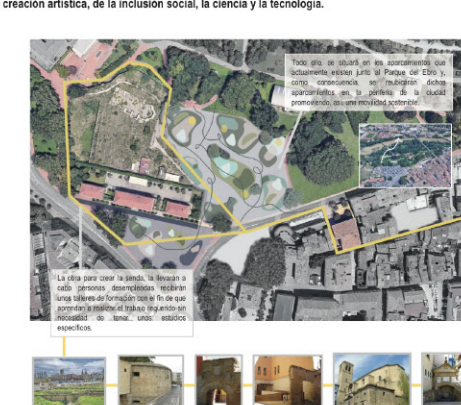 creación artística, de la inclusión social, la ciencia y la tecnología.
Todo ello, se situará en los aparcamientos que
actualmente existen junto al Parque del Ebro y,
como consecuencia, se reubicarán dichos
aparcamientos en la periferia de la ciudad
promoviendo, así, una movilidad sostenible.
La obra para crear la senda, la llevarán a
cabo personas desempleadas recibirán
unos talleres de formación con el fin de que
aprendan a realizar el trabajo requerido sin
necesidad de tener unos estudios
específicos.